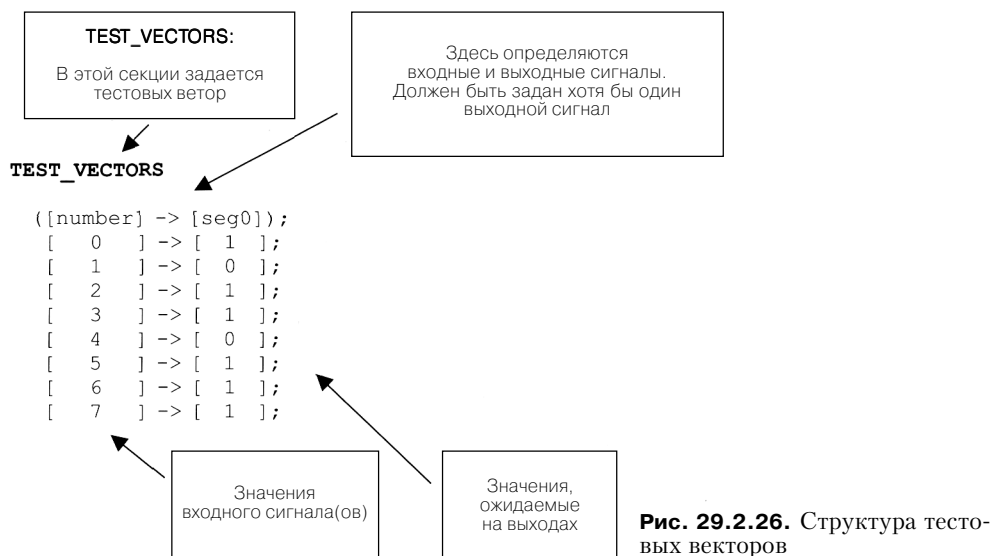 TEST_VECTORS:
В этой секции задается
тестовых ветор
Здесь определяются
входные и выходные сигналы.
Должен быть задан хотя бы один
выходной сигнал
TEST_VECTORS
([number] -> [seg0]);
[ 0 ] -> [ 1 ];
[ 1 ] -> [ 0 ];
[ 2 ] -> [ 1 ];
[ 3 ] -> [ 1 ];
[ 4 ] -> [ 0 ];
[ 5 ] -> [ 1 ];
[ 6 ] -> [ 1 ];
[ 7 ] -> [ 1 ];
Значения
входного сигнала(ов)
Значения,
ожидаемые
на выходах
Рис. 29.2.26. Структура тесто-
вых векторов